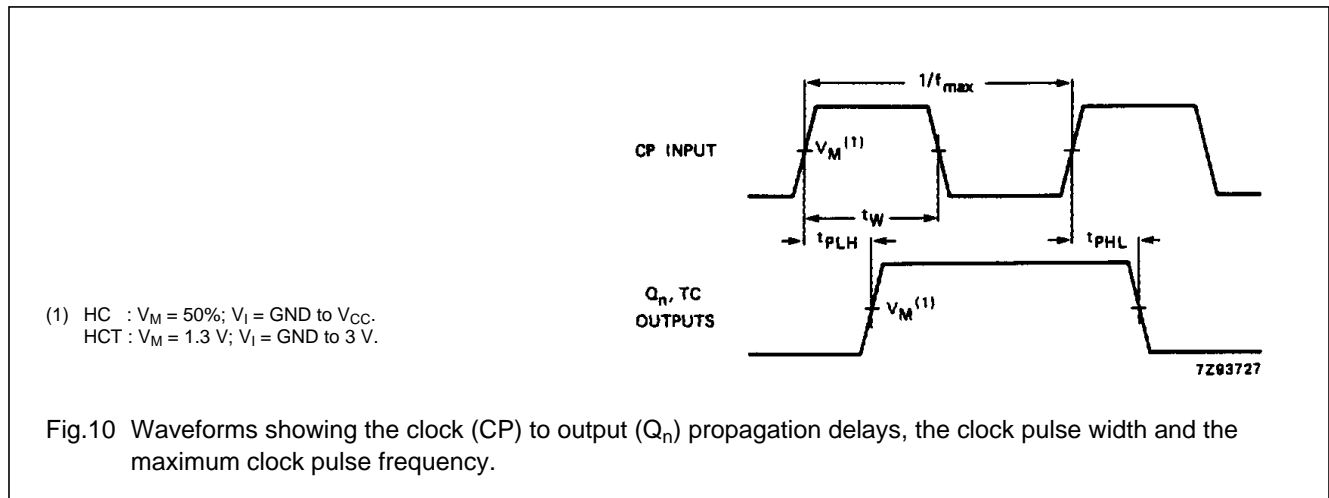 1/fmax
CP INPUT
VM(1)
tW
tPLH
tPHL
Qn, TC
OUTPUTS
VM(1)
7Z93727
(1) HC : VM = 50%; VI = GND to VCC.
HCT : VM = 1.3 V; VI = GND to 3 V.
Fig.10 Waveforms showing the clock (CP) to output (Qn) propagation delays, the clock pulse width and the
maximum clock pulse frequency.